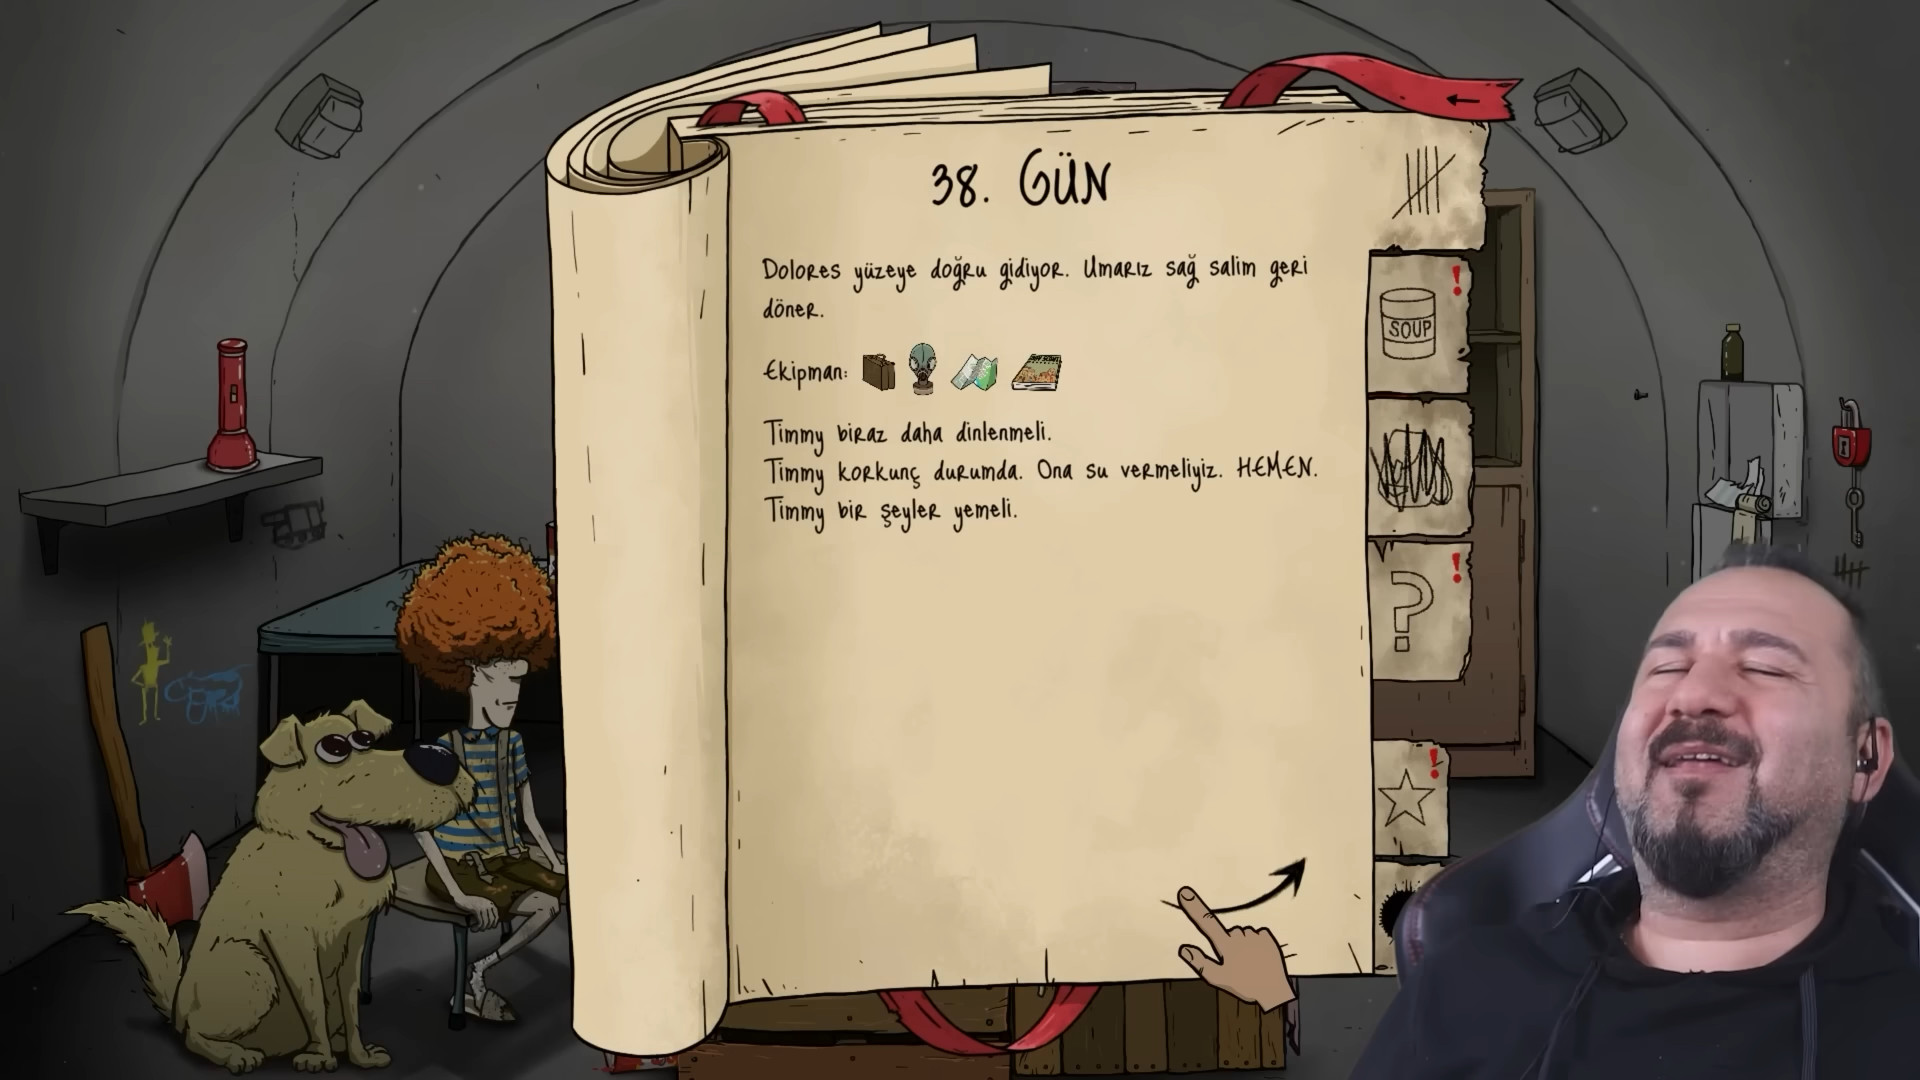 38. GÜN
Dolores yüzeye doğru gidiyor. Umarız sağ salim geri
döner.
Ekipman:
Timmy biraz daha dinlenmeli.
Timmy korkunç durumda. Ona su vermeliyiz. HEMEN.
Timmy bir şeyler yemeli.
!
SOUP
!
?
!